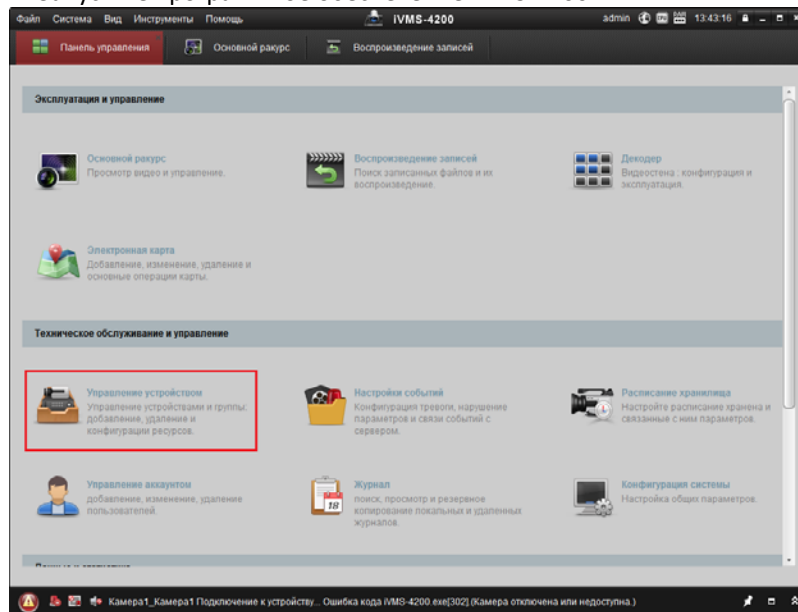 Файл Система Вид Инструменты Помощь iVMS-4200 admin 13:43:16
Панель управления Основной ракурс Воспроизведение записей
Эксплуатация и управление
Основной ракурс
Просмотр видео и управление.
Воспроизведение записей
Поиск записанных файлов и их
воспроизведение.
Декодер
Видеостена : конфигурация и
эксплуатация.
Электронная карта
Добавление, изменение, удаление и
основные операции карты.
Техническое обслуживание и управление
Управление устройством
Управление устройствами и группы:
добавление, удаление и
конфигурации ресурсов.
Настройки событий
Конфигурация тревоги, нарушение
параметров и связи событий с
сервером.
Расписание хранилища
Настройте расписание хранена и
связанные с ним параметров.
Управление аккаунтом
добавление, изменение, удаление
пользователей.
Журнал
поиск, просмотр и резервное
копирование локальных и удаленных
журналов.
Конфигурация системы
Настройка общих параметров.
Камера1_Камера1 Подключение к устройству... Ошибка кода iVMS-4200.exe[302].(Камера отключена или недоступна.)